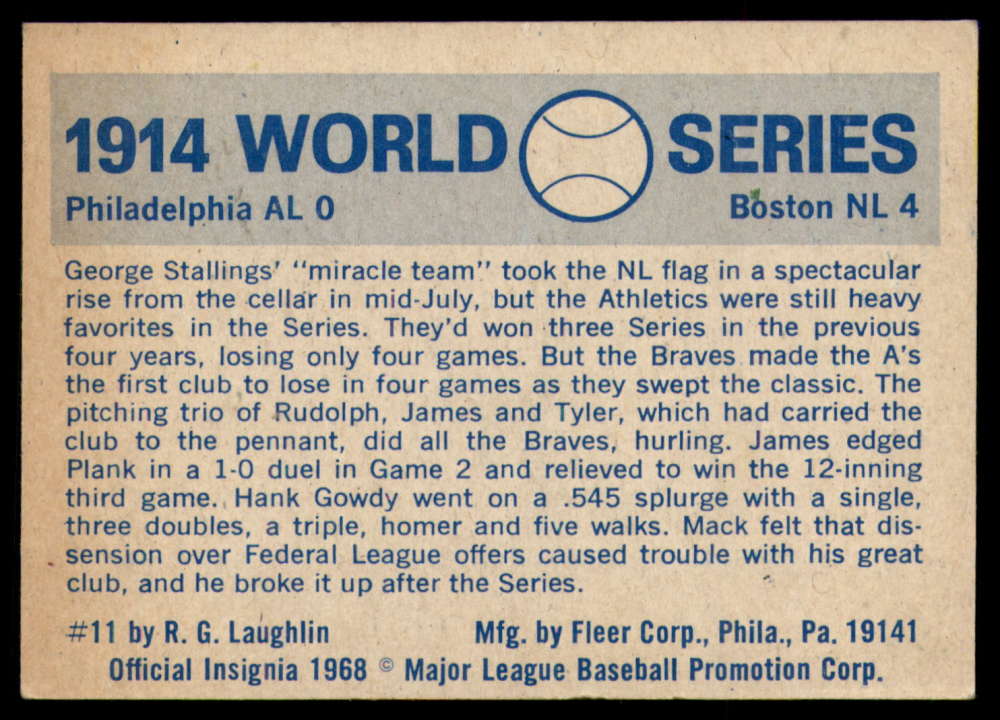 1914 WORLD SERIES
Philadelphia AL 0 Boston NL 4
George Stallings' "miracle team" took the NL flag in a spectacular
rise from the cellar in mid-July, but the Athletics were still heavy
favorites in the Series. They'd won three Series in the previous
four years, losing only four games. But the Braves made the A's
the first club to lose in four games as they swept the classic. The
pitching trio of Rudolph, James and Tyler, which had carried the
club to the pennant, did all the Braves, hurling. James edged
Plank in a 1-0 duel in Game 2 and relieved to win the 12-inning
third game. Hank Gowdy went on a .545 splurge with a single,
three doubles, a triple, homer and five walks. Mack felt that dis-
sension over Federal League offers caused trouble with his great
club, and he broke it up after the Series.
#11 by R. G. Laughlin Mfg. by Fleer Corp., Phila., Pa. 19141
Official Insignia 1968 © Major League Baseball Promotion Corp.